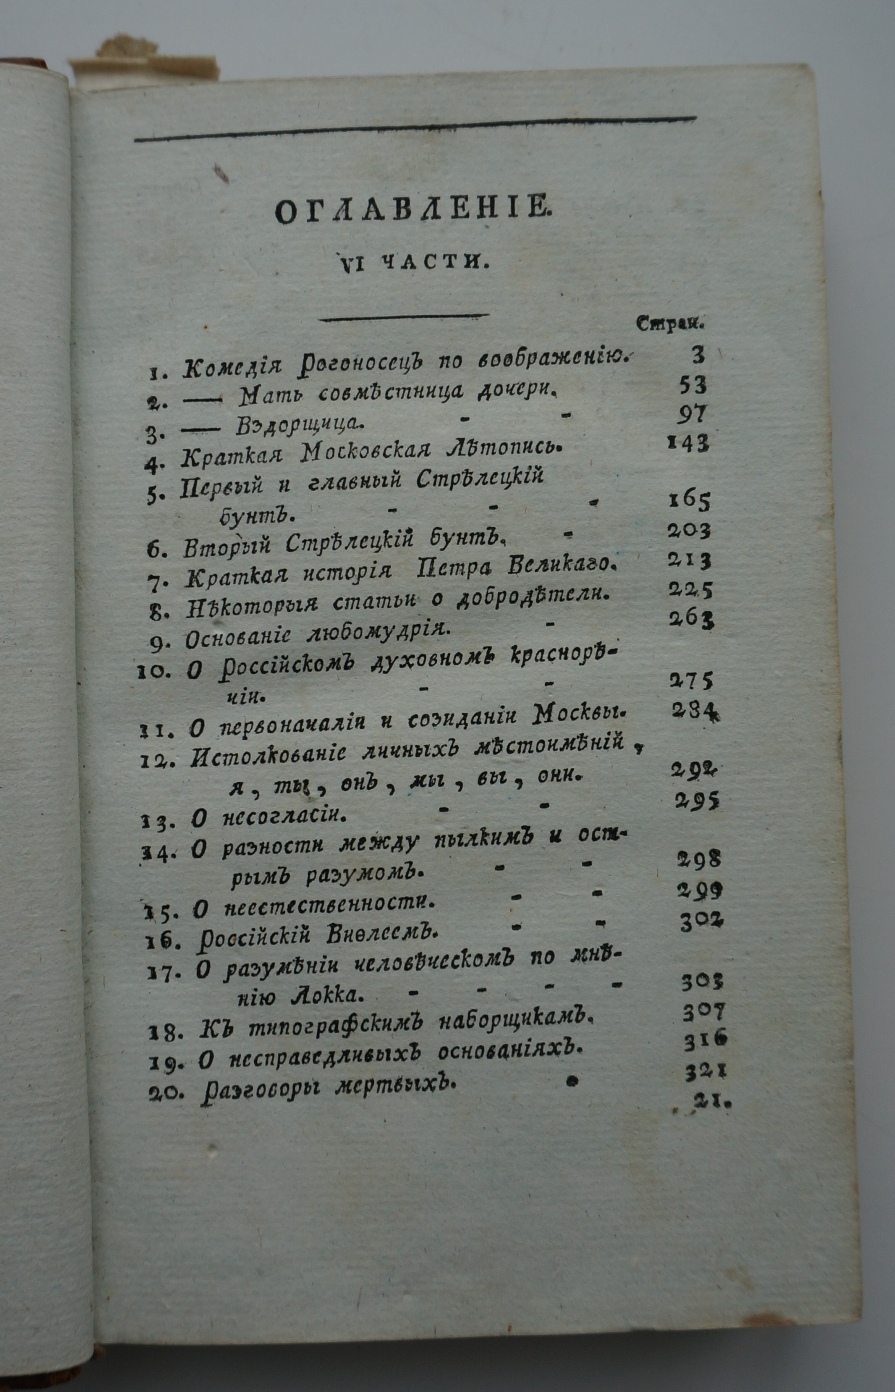 ОГЛАВЛЕНІЕ.
VI ЧАСТИ.
Стран.
1. Комедія Рогоносецъ по воображенію. 3
2. — Мать совмѣстница дочери. 53
3. — Вздорщица. - - 97
4. Краткая Московская Лѣтопись. 143
5. Первый и главный Стрѣлецкій
бунтъ. - - - 165
6. Вторый Стрѣлецкій бунтъ. - 203
7. Краткая исторія Петра Великаго. 213
8. Нѣкоторыя статьи о добродѣтели. 225
9. Основаніе любомудрія. - 263
10. О Россійскомъ духовномъ краснорѣ-
чіи. - - 275
11. О первоначаліи и созиданіи Москвы. 284
12. Истолкованіе личныхъ мѣстоимѣній,
я, ты, онъ, мы, вы, они. 292
13. О несогласіи. - - 295
14. О разности между пылкимъ и ост-
рымъ разумомъ. - - 298
15. О неестественности. - - 299
16. Россійскій Виѳлеемъ. - - 302
17. О разумѣніи человѣческомъ по мнѣ-
нію Локка. - - - - 303
18. Къ типографскимъ наборщикамъ. 307
19. О несправедливыхъ основаніяхъ. 316
20. Разговоры мертвыхъ. 321
21.